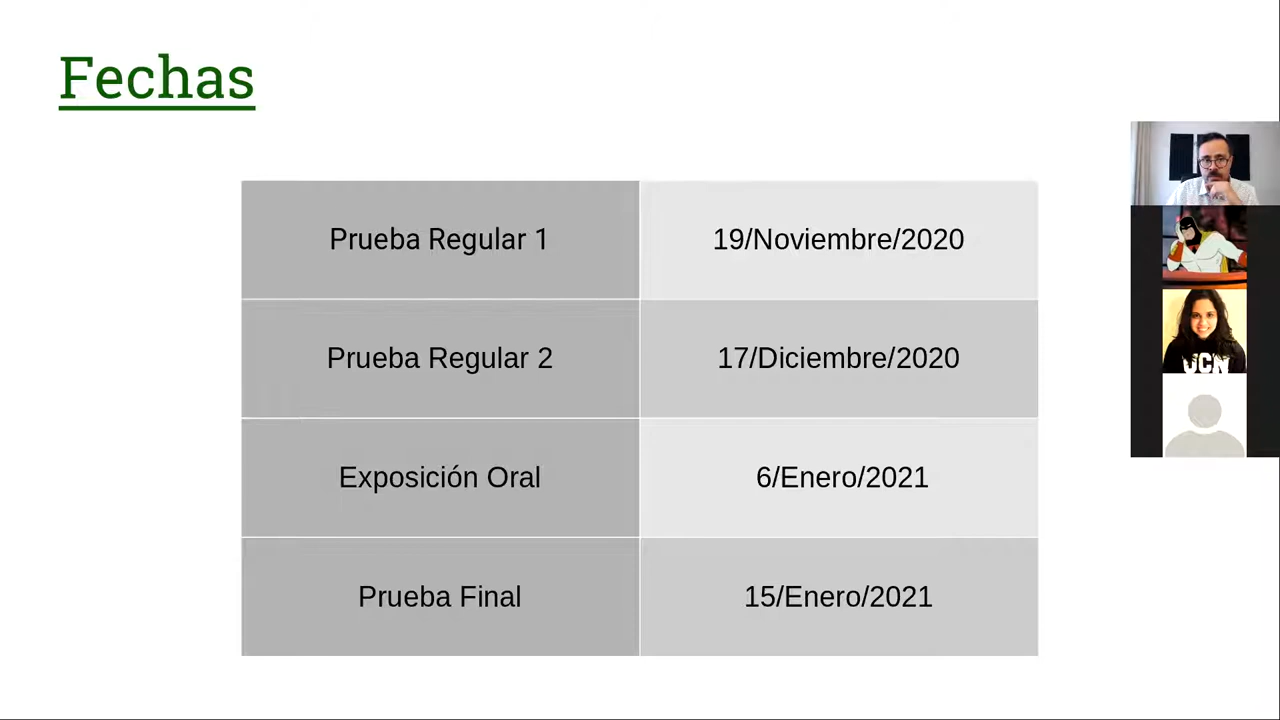 Fechas
Prueba Regular 1
19/Noviembre/2020
Prueba Regular 2
17/Diciembre/2020
Exposición Oral
6/Enero/2021
Prueba Final
15/Enero/2021
UCN